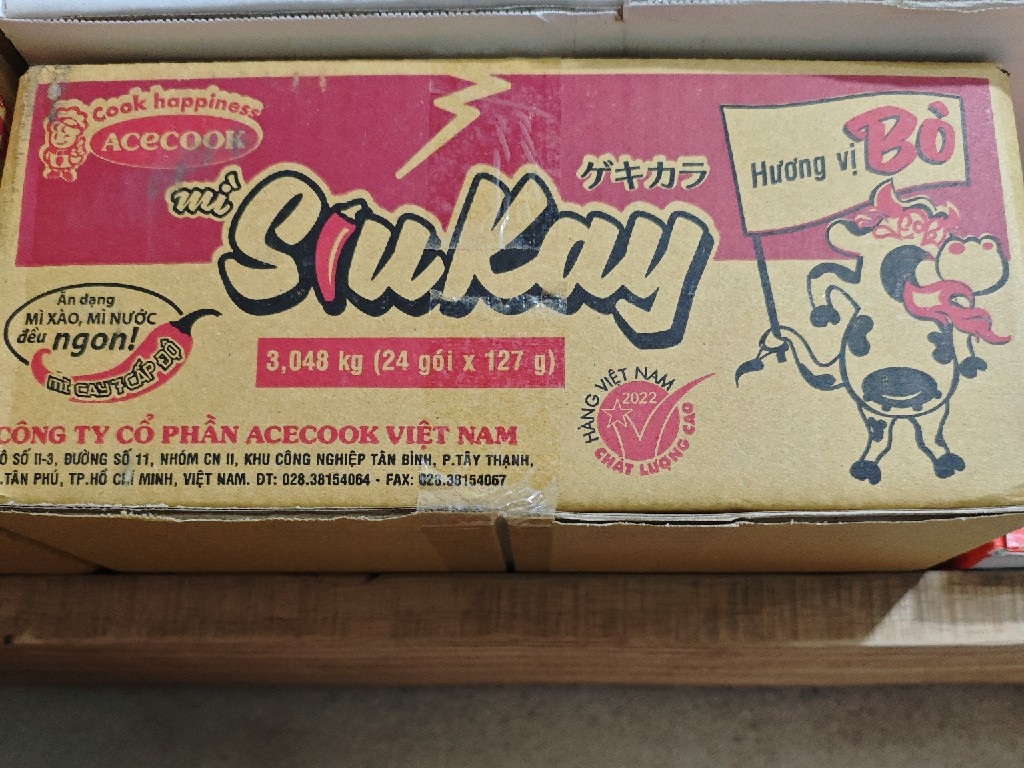 Cook happiness
ACECOOK
mì
SiuKay
ゲキカラ
Hương vị Bò
Ăn dạng
MÌ XÀO, MÌ NƯỚC
đều ngon!
MÌ CAY 7 CẤP ĐỘ
3,048 kg (24 gói x 127 g)
HÀNG VIỆT NAM
2022
CHẤT LƯỢNG CAO
CÔNG TY CỔ PHẦN ACECOOK VIỆT NAM
Ô SỐ II-3, ĐƯỜNG SỐ 11, NHÓM CN II, KHU CÔNG NGHIỆP TÂN BÌNH, P.TÂY THẠNH,
.TÂN PHÚ, TP.HỒ CHÍ MINH, VIỆT NAM. ĐT: 028.38154064 - FAX: 028.38154067